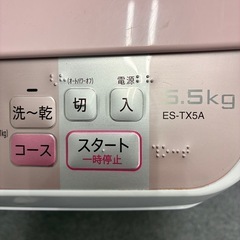 (オートパワーオフ)
電源
5.5kg
洗〜乾
切
入
ES-TX5A
コース
スタート
一時停止